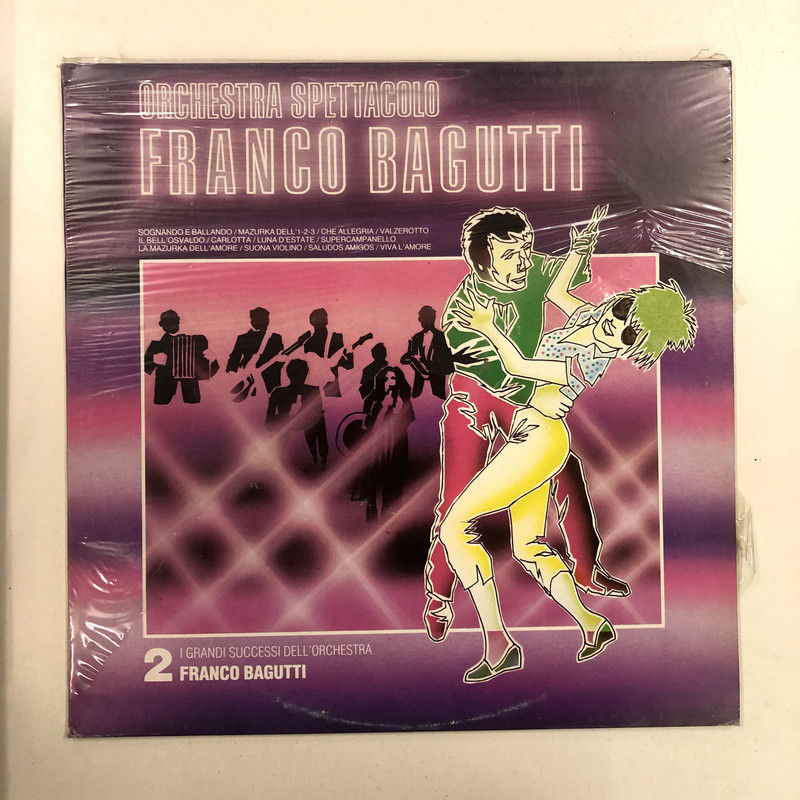 ORCHESTRA SPETTACOLO
FRANCO BAGUTTI
SOGNANDO E BALLANDO / MAZURKA DELL'1-2-3 / CHE ALLEGRIA / VALZEROTTO
IL BELL'OSVALDO / CARLOTTA / LUNA D'ESTATE / SUPERCAMPANELLO
LA MAZURKA DELL'AMORE / SUONA VIOLINO / SALUDOS AMIGOS / VIVA L'AMORE
2 I GRANDI SUCCESSI DELL'ORCHESTRA
FRANCO BAGUTTI